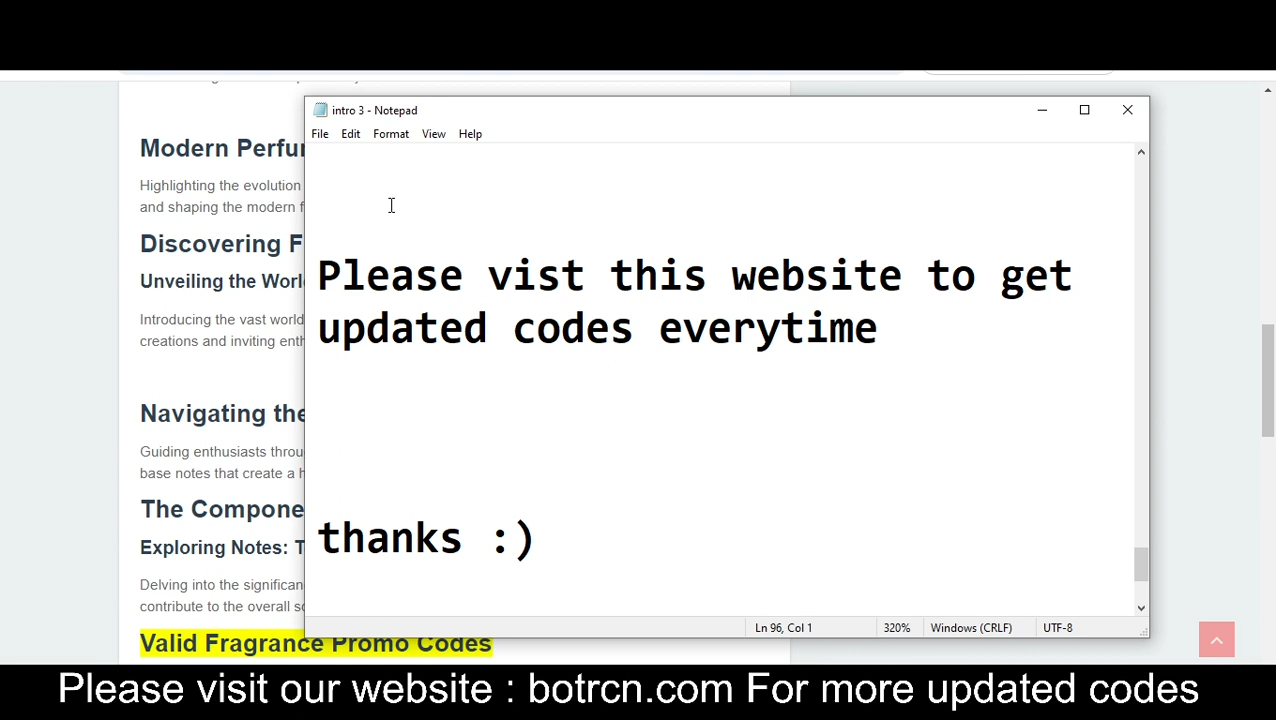 intro 3 - Notepad
File Edit Format View Help
Modern Perfu
Highlighting the evolution
and shaping the modern f
Discovering F
Unveiling the Worl
Introducing the vast world
creations and inviting enth
Navigating the
Guiding enthusiasts throu
base notes that create a h
The Compone
Exploring Notes: T
Delving into the significan
contribute to the overall s
Valid Fragrance Promo Codes
Please vist this website to get
updated codes everytime
thanks :)
Ln 96, Col 1 320% Windows (CRLF) UTF-8
Please visit our website : botrcn.com For more updated codes